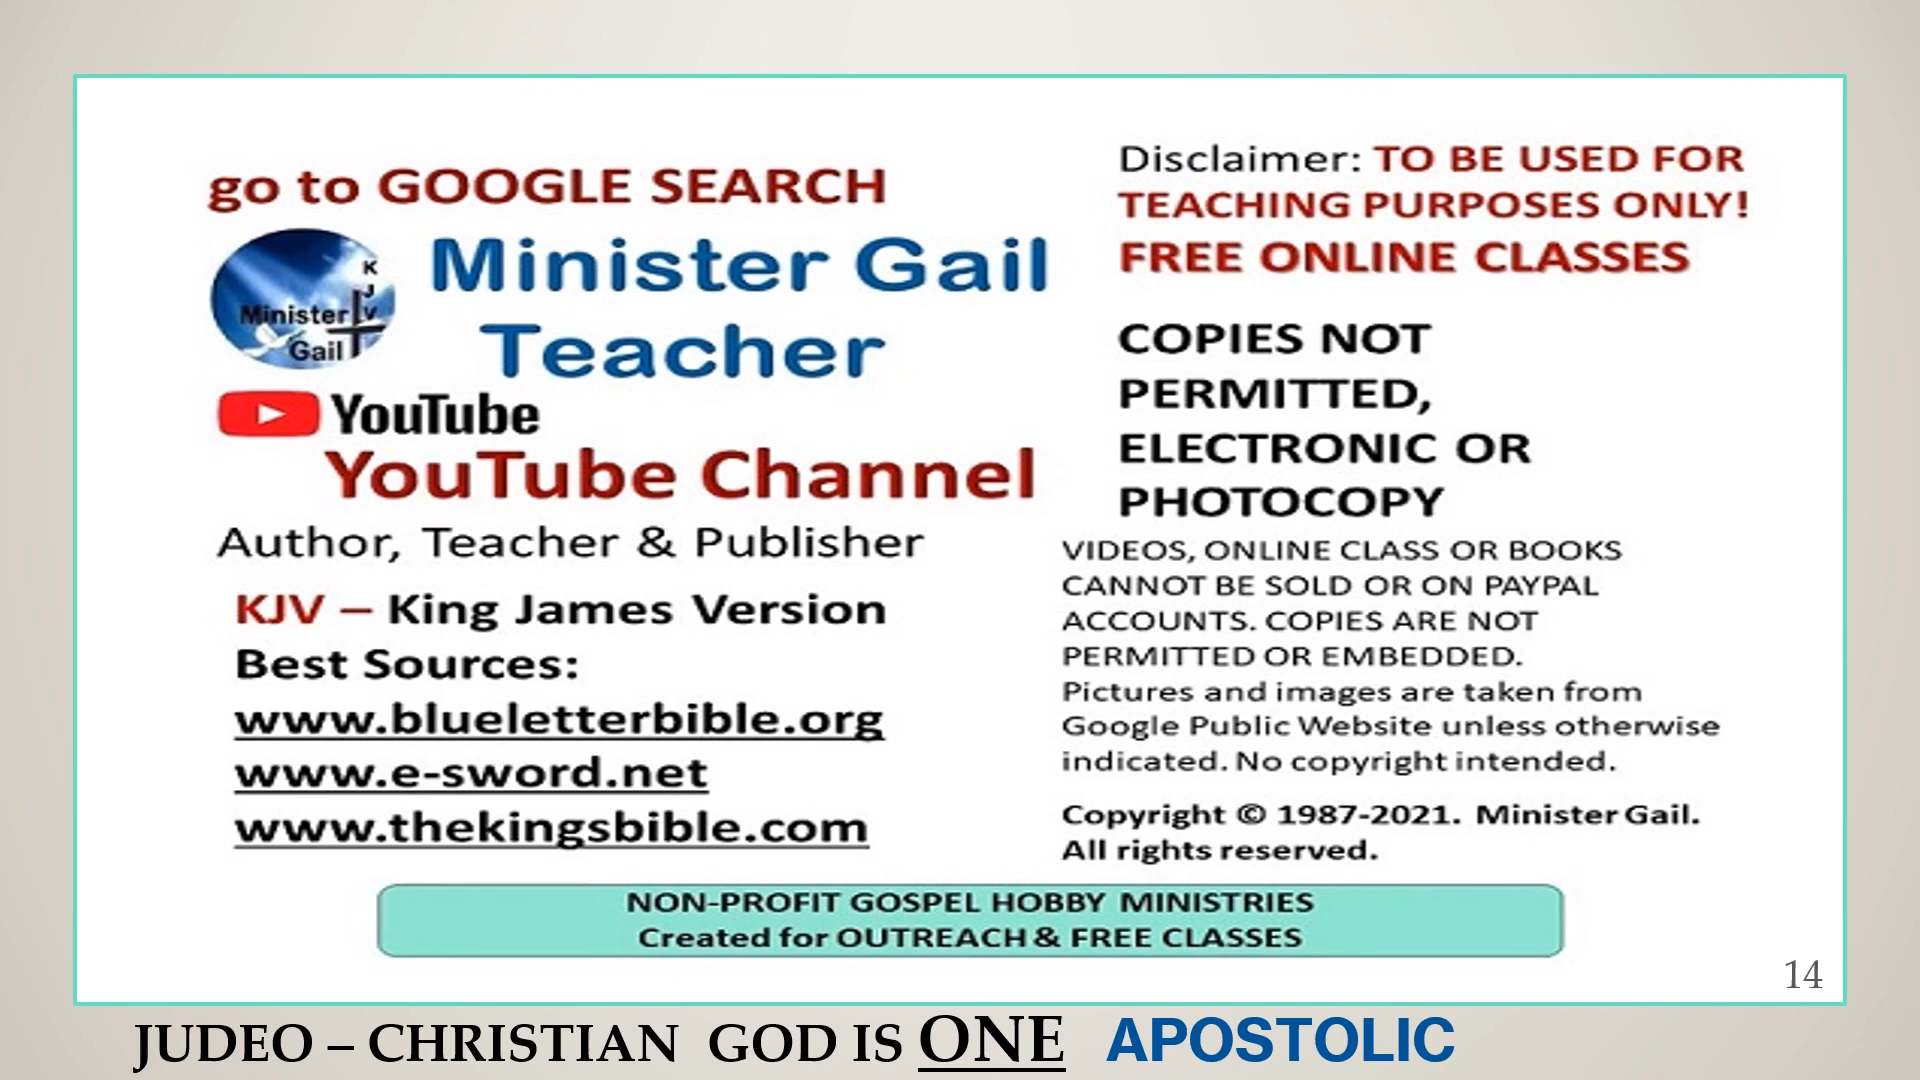 go to GOOGLE SEARCH
Minister Gail
Teacher
K
J
V
Minister
Gail
YouTube
YouTube Channel
Author, Teacher & Publisher
KJV – King James Version
Best Sources:
www.blueletterbible.org
www.e-sword.net
www.thekingsbible.com
Disclaimer: TO BE USED FOR
TEACHING PURPOSES ONLY!
FREE ONLINE CLASSES
COPIES NOT
PERMITTED,
ELECTRONIC OR
PHOTOCOPY
VIDEOS, ONLINE CLASS OR BOOKS
CANNOT BE SOLD OR ON PAYPAL
ACCOUNTS. COPIES ARE NOT
PERMITTED OR EMBEDDED.
Pictures and images are taken from
Google Public Website unless otherwise
indicated. No copyright intended.
Copyright © 1987-2021. Minister Gail.
All rights reserved.
NON-PROFIT GOSPEL HOBBY MINISTRIES
Created for OUTREACH & FREE CLASSES
14
JUDEO – CHRISTIAN GOD IS ONE APOSTOLIC